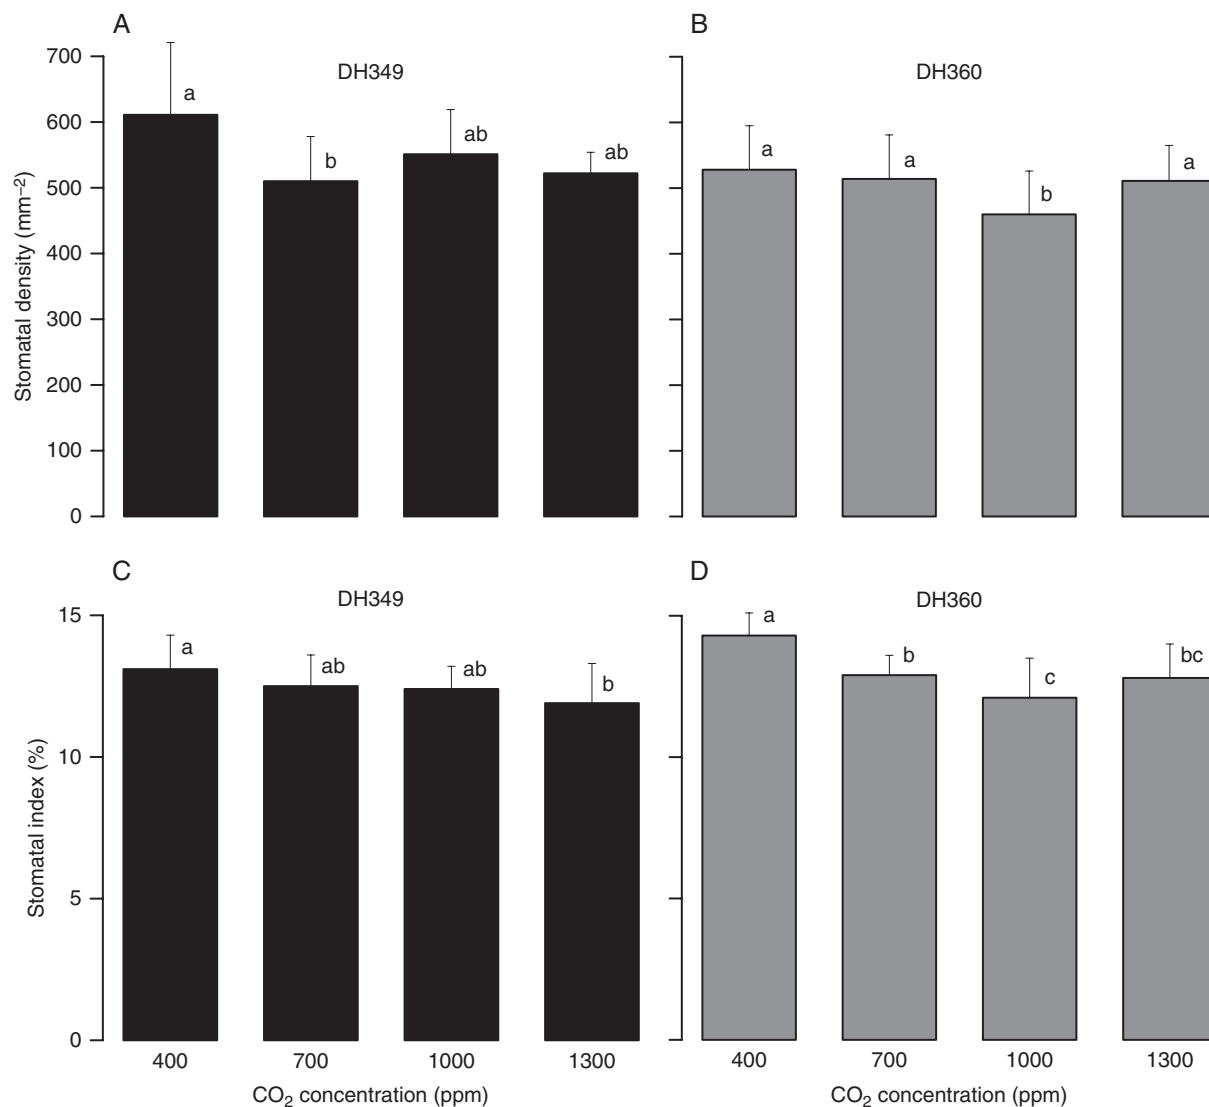 A
B
DH349
DH360
700
600
500
400
300
200
100
0
Stomatal density (mm−2)
a
b
ab
ab
a
a
b
a
C
D
DH349
DH360
15
10
5
0
Stomatal index (%)
a
ab
ab
b
a
b
c
bc
400
700
1000
1300
400
700
1000
1300
CO2 concentration (ppm)
CO2 concentration (ppm)